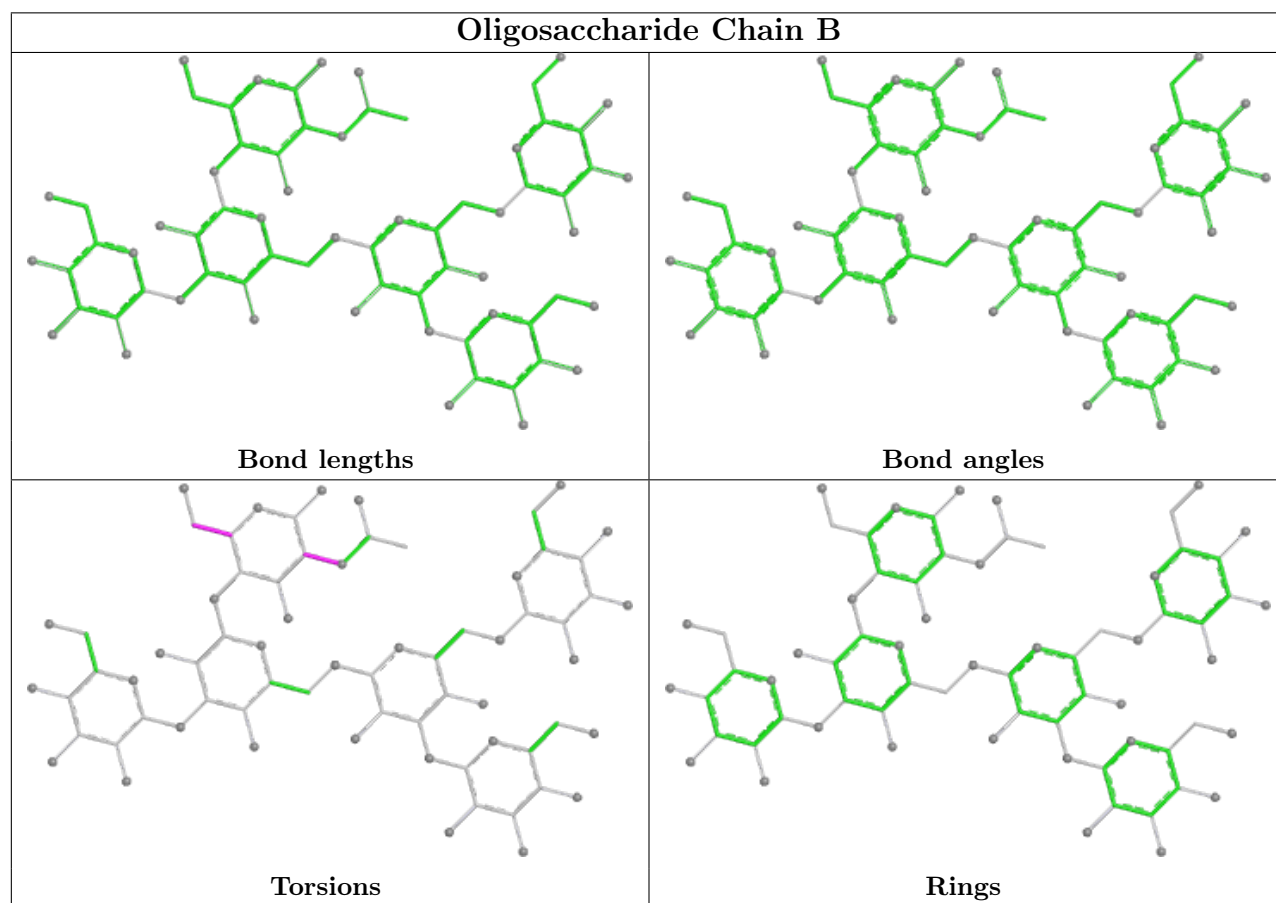 Oligosaccharide Chain B
Bond lengths
Bond angles
Torsions
Rings